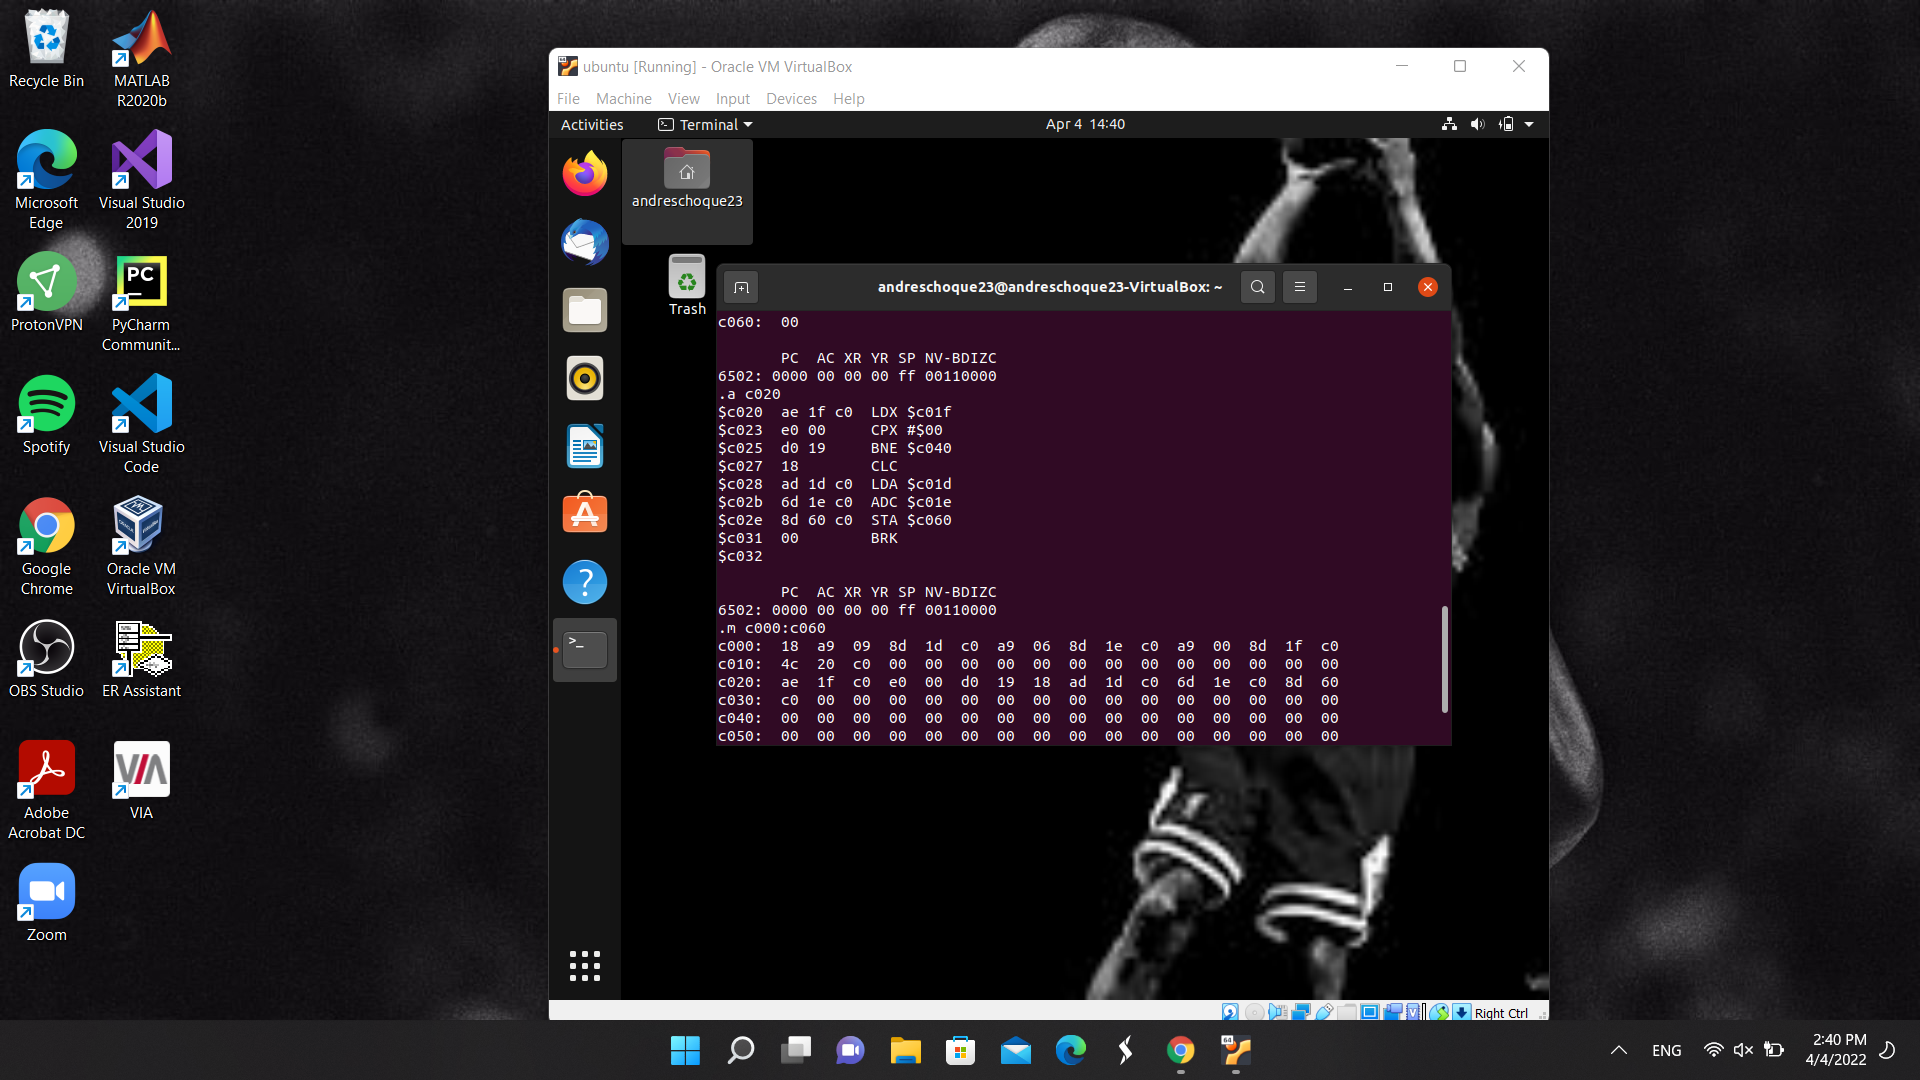 Recycle Bin
MATLAB
R2020b
Microsoft
Edge
Visual Studio
2019
ProtonVPN
PC
PyCharm
Communit...
Spotify
Visual Studio
Code
Google
Chrome
Oracle VM
VirtualBox
OBS Studio
ER Assistant
Adobe
Acrobat DC
VIA
VIA
Zoom
ubuntu [Running] - Oracle VM VirtualBox
File Machine View Input Devices Help
Activities Terminal Apr 4 14:40
andreschoque23
Trash
andreschoque23@andreschoque23-VirtualBox: ~
c060: 00
PC AC XR YR SP NV-BDIZC
6502: 0000 00 00 00 ff 00110000
.a c020
$c020 ae 1f c0 LDX $c01f
$c023 e0 00 CPX #$00
$c025 d0 19 BNE $c040
$c027 18 CLC
$c028 ad 1d c0 LDA $c01d
$c02b 6d 1e c0 ADC $c01e
$c02e 8d 60 c0 STA $c060
$c031 00 BRK
$c032
PC AC XR YR SP NV-BDIZC
6502: 0000 00 00 00 ff 00110000
.m c000:c060
c000: 18 a9 09 8d 1d c0 a9 06 8d 1e c0 a9 00 8d 1f c0
c010: 4c 20 c0 00 00 00 00 00 00 00 00 00 00 00 00 00
c020: ae 1f c0 e0 00 d0 19 18 ad 1d c0 6d 1e c0 8d 60
c030: c0 00 00 00 00 00 00 00 00 00 00 00 00 00 00 00
c040: 00 00 00 00 00 00 00 00 00 00 00 00 00 00 00 00
c050: 00 00 00 00 00 00 00 00 00 00 00 00 00 00 00 00
Right Ctrl
64
ENG
2:40 PM
4/4/2022